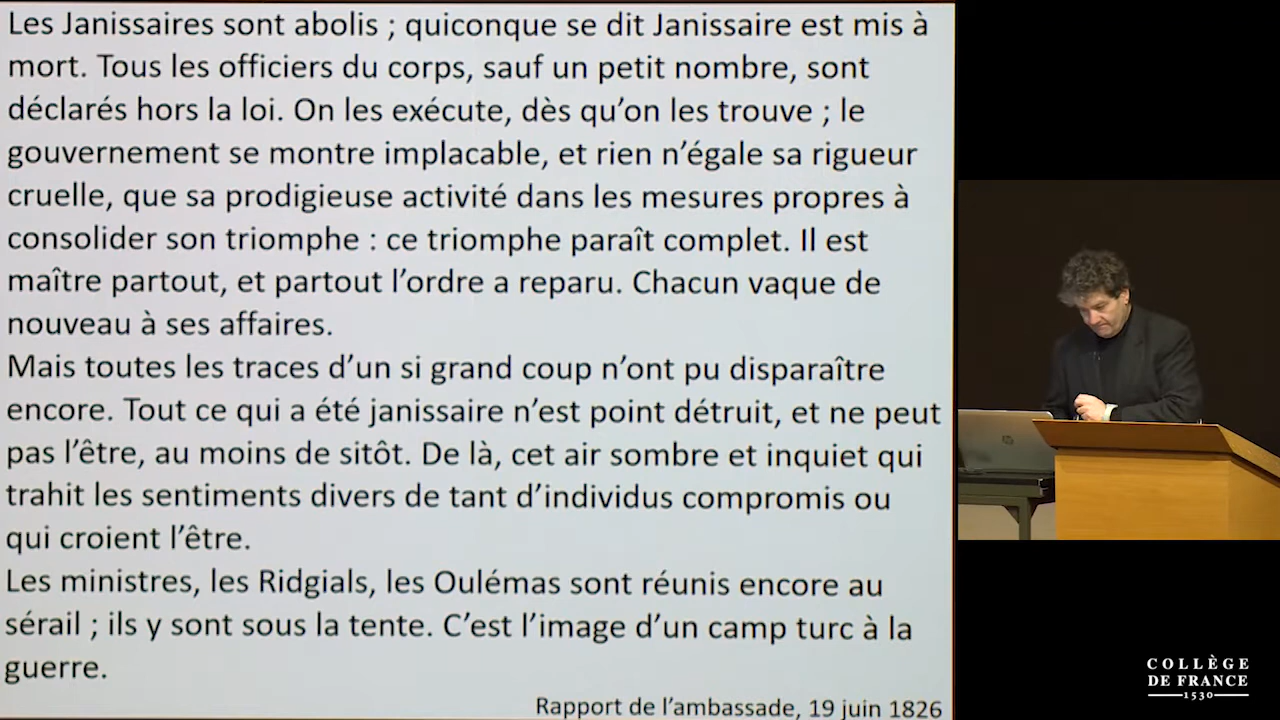 Les Janissaires sont abolis ; quiconque se dit Janissaire est mis à
mort. Tous les officiers du corps, sauf un petit nombre, sont
déclarés hors la loi. On les exécute, dès qu’on les trouve ; le
gouvernement se montre implacable, et rien n’égale sa rigueur
cruelle, que sa prodigieuse activité dans les mesures propres à
consolider son triomphe : ce triomphe paraît complet. Il est
maître partout, et partout l’ordre a reparu. Chacun vaque de
nouveau à ses affaires.
Mais toutes les traces d’un si grand coup n’ont pu disparaître
encore. Tout ce qui a été janissaire n’est point détruit, et ne peut
pas l’être, au moins de sitôt. De là, cet air sombre et inquiet qui
trahit les sentiments divers de tant d’individus compromis ou
qui croient l’être.
Les ministres, les Ridgials, les Oulémas sont réunis encore au
sérail ; ils y sont sous la tente. C’est l’image d’un camp turc à la
guerre.
Rapport de l’ambassade, 19 juin 1826
COLLÈGE
DE FRANCE
1530